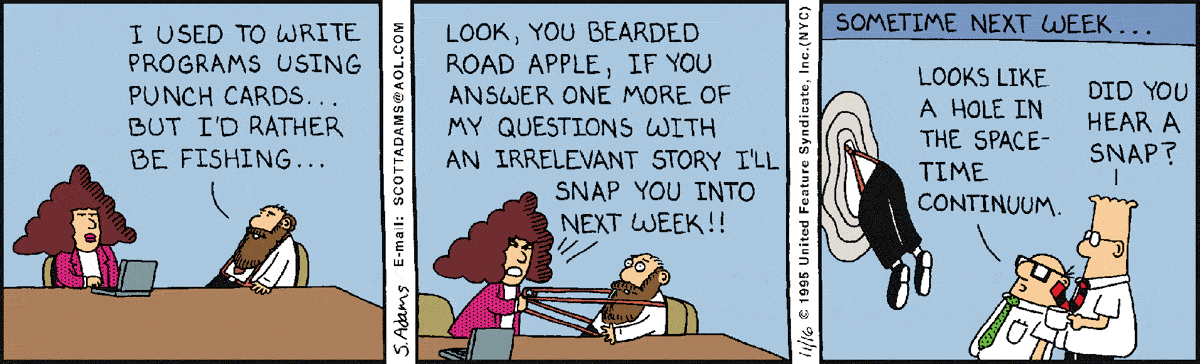 I USED TO WRITE
PROGRAMS USING
PUNCH CARDS...
BUT I'D RATHER
BE FISHING...
S. Adams E-mail: SCOTTADAMS@AOL.COM
LOOK, YOU BEARDED
ROAD APPLE, IF YOU
ANSWER ONE MORE OF
MY QUESTIONS WITH
AN IRRELEVANT STORY I'LL
SNAP YOU INTO
NEXT WEEK!!
11/16 © 1995 United Feature Syndicate, Inc.(NYC)
SOMETIME NEXT WEEK...
LOOKS LIKE
A HOLE IN
THE SPACE-
TIME
CONTINUUM.
DID YOU
HEAR A
SNAP?